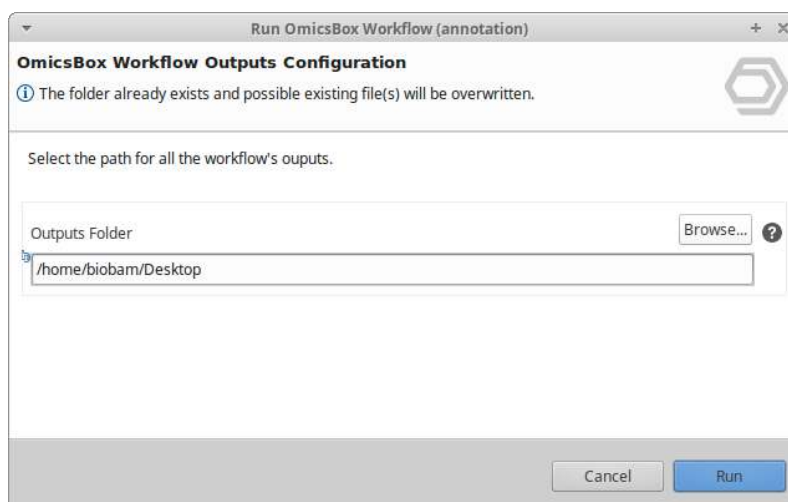 Run OmicsBox Workflow (annotation)
OmicsBox Workflow Outputs Configuration
The folder already exists and possible existing file(s) will be overwritten.
Select the path for all the workflow's ouputs.
Outputs Folder
Browse...
/home/biobam/Desktop
Cancel
Run